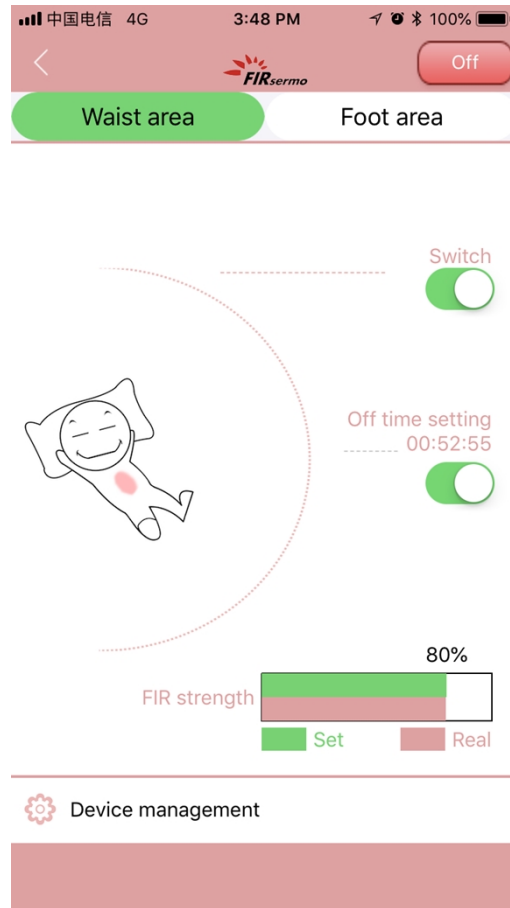 中国电信 4G 3:48 PM 100%
FIRsermo
Off
Waist area Foot area
Switch
Off time setting
00:52:55
80%
FIR strength
Set Real
Device management